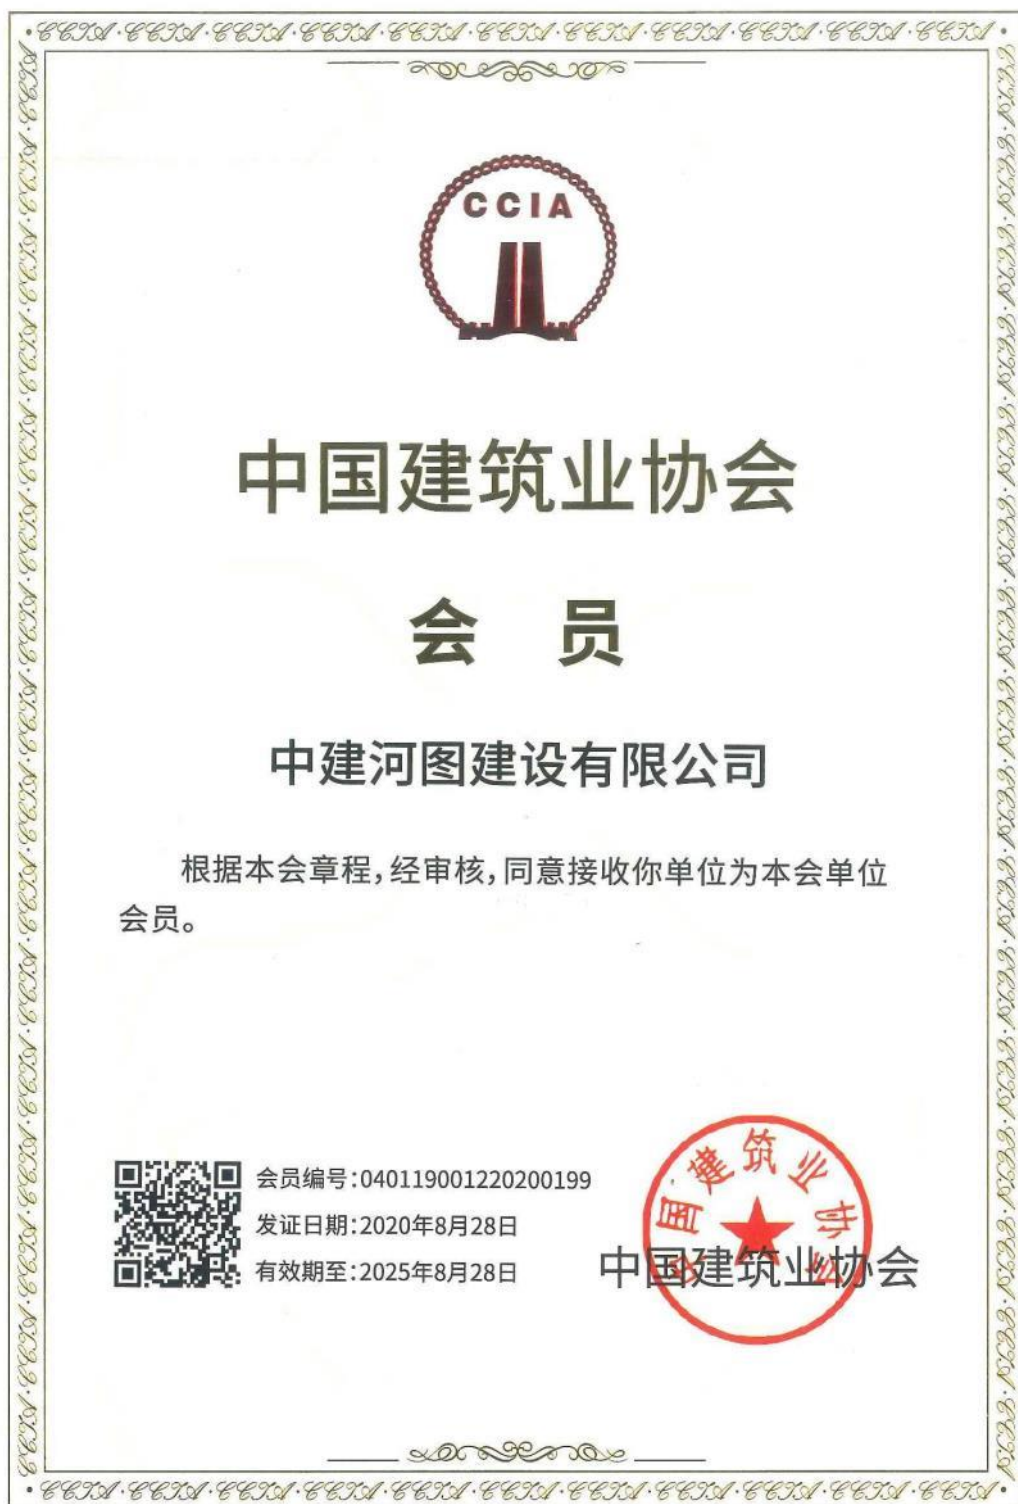 CCIA
中国建筑业协会
会 员
中建河图建设有限公司
根据本会章程,经审核,同意接收你单位为本会单位
会员。
会员编号:040119001220200199
发证日期:2020年8月28日
有效期至:2025年8月28日
中国建筑业协会
中国建筑业协会